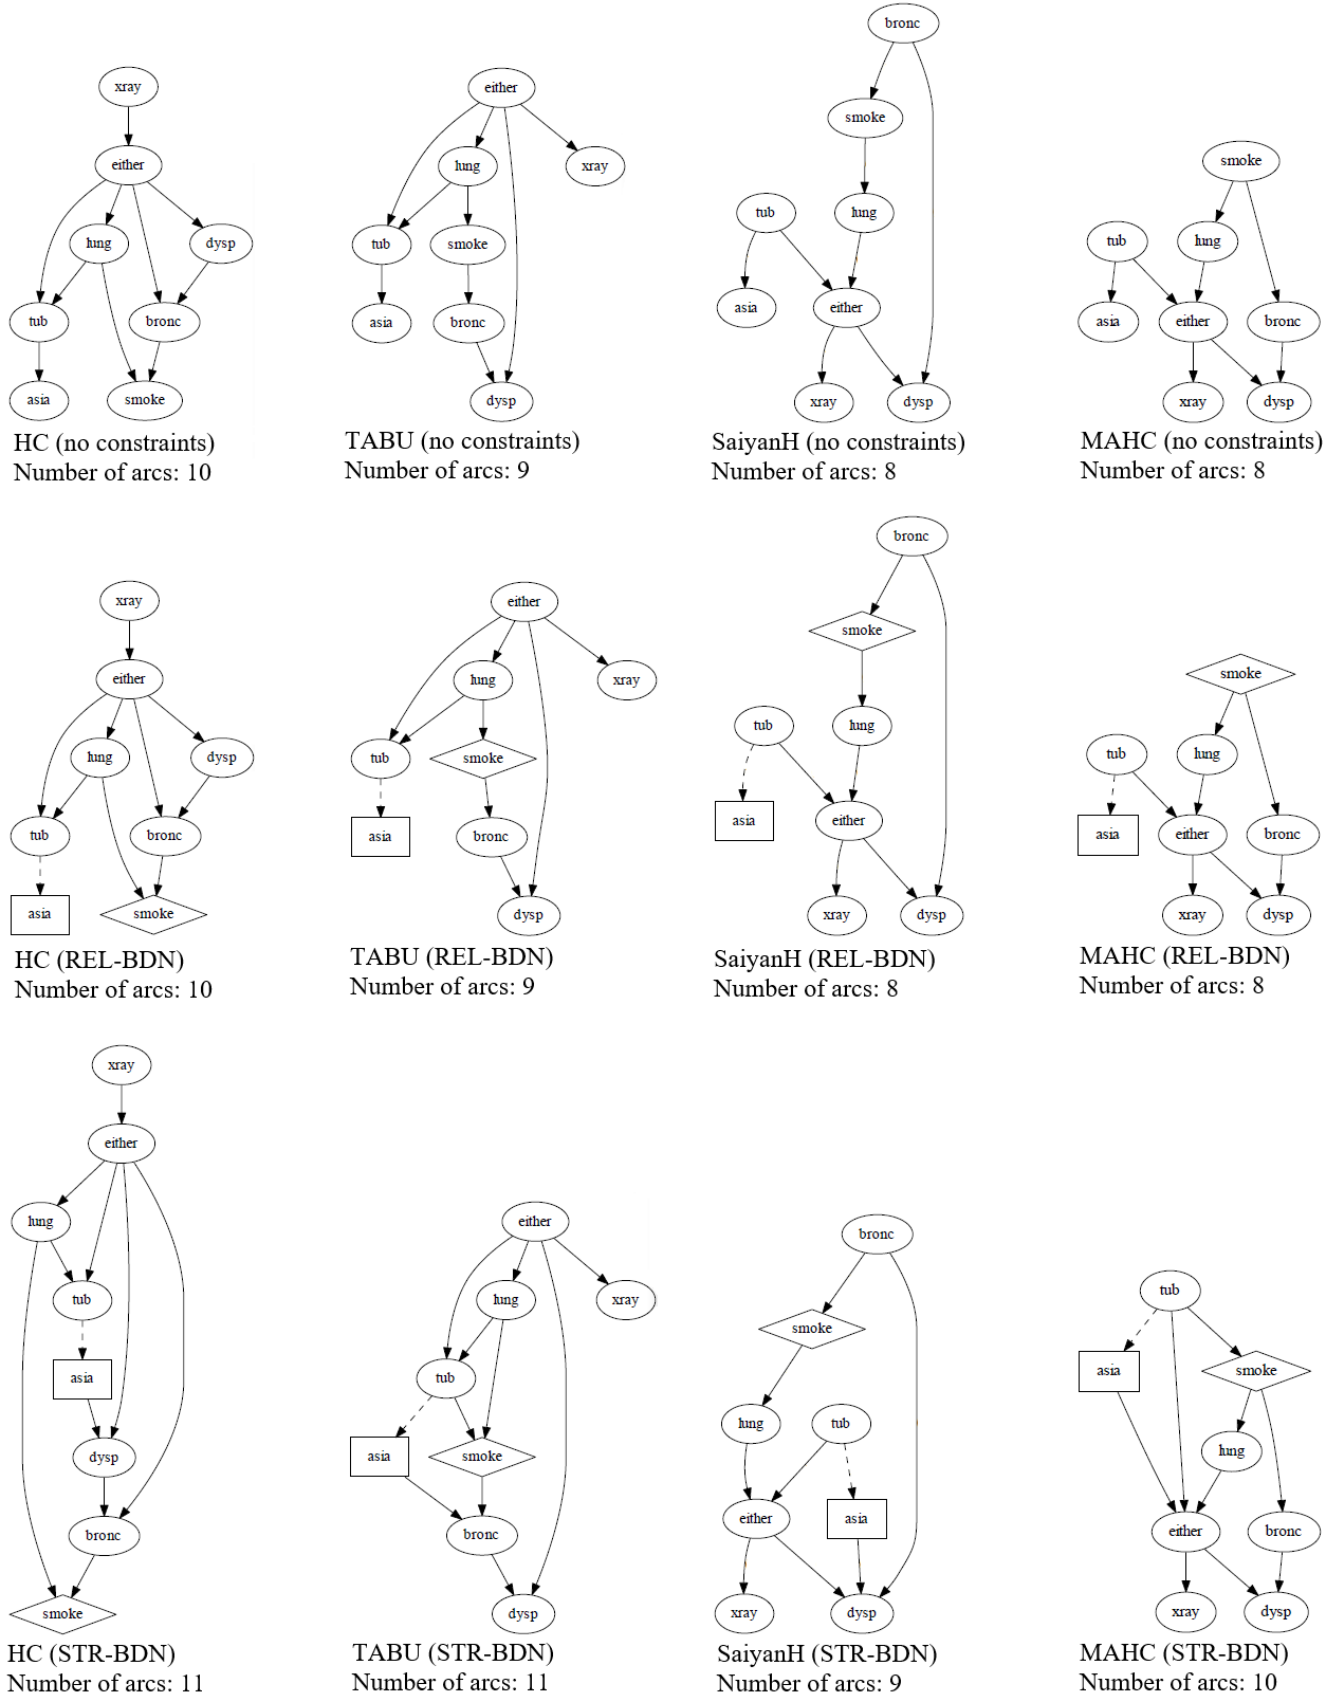 xray
either
lung
dysp
tub
bronc
asia
smoke
HC (no constraints)
Number of arcs: 10
either
lung
xray
tub
smoke
asia
bronc
dysp
TABU (no constraints)
Number of arcs: 9
bronc
smoke
tub
lung
asia
either
xray
dysp
SaiyanH (no constraints)
Number of arcs: 8
smoke
tub
lung
asia
either
bronc
xray
dysp
MAHC (no constraints)
Number of arcs: 8
xray
either
lung
dysp
tub
bronc
asia
smoke
HC (REL-BDN)
Number of arcs: 10
either
lung
xray
tub
smoke
asia
bronc
dysp
TABU (REL-BDN)
Number of arcs: 9
bronc
smoke
tub
lung
asia
either
xray
dysp
SaiyanH (REL-BDN)
Number of arcs: 8
smoke
tub
lung
asia
either
bronc
xray
dysp
MAHC (REL-BDN)
Number of arcs: 8
xray
either
lung
tub
asia
dysp
bronc
smoke
HC (STR-BDN)
Number of arcs: 11
either
lung
xray
tub
asia
smoke
bronc
dysp
TABU (STR-BDN)
Number of arcs: 11
bronc
smoke
lung
tub
either
asia
xray
dysp
SaiyanH (STR-BDN)
Number of arcs: 9
tub
asia
smoke
lung
either
bronc
xray
dysp
MAHC (STR-BDN)
Number of arcs: 10